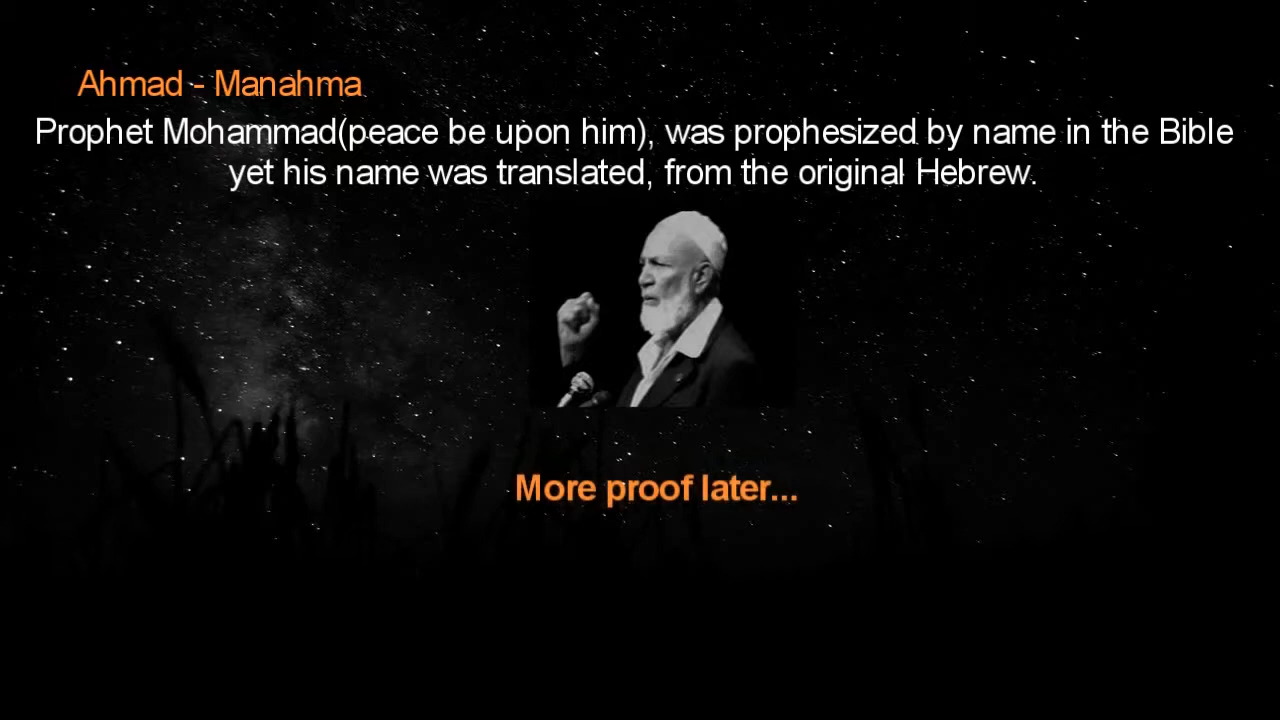 Ahmad - Manahma
Prophet Mohammad(peace be upon him), was prophesized by name in the Bible
yet his name was translated, from the original Hebrew.
More proof later...